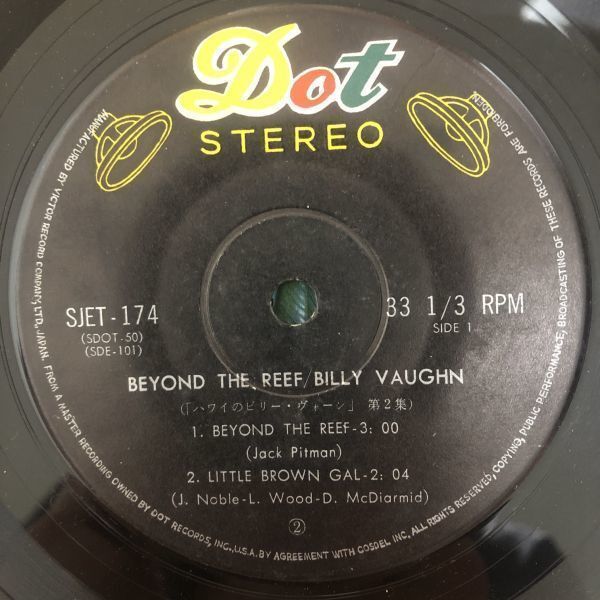 Dot
STEREO
SJET-174
(SDOT-50)
(SDE-101)
33 1/3 RPM
SIDE 1
BEYOND THE REEF/BILLY VAUGHN
(「ハワイのビリー・ヴォーン」 第2集)
1. BEYOND THE REEF-3: 00
(Jack Pitman)
2. LITTLE BROWN GAL-2: 04
(J. Noble-L. Wood-D. McDiarmid)
②
MANUFACTURED BY VICTOR RECORD COMPANY, LTD. JAPAN. FROM A MASTER RECORDING OWNED BY DOT RECORDS, INC., U.S.A. BY AGREEMENT WITH COSDEL INC. ALL RIGHTS RESERVED, COPYING, PUBLIC PERFORMANCE, BROADCASTING OF THESE RECORDS ARE FORBIDDEN.